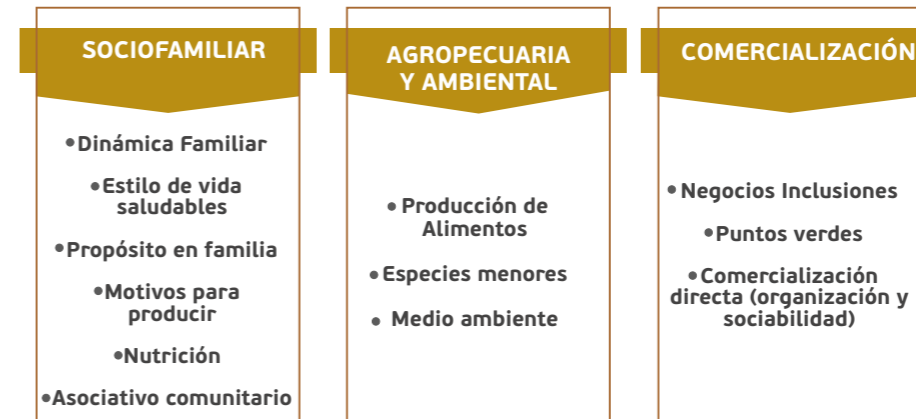 SOCIOFAMILIAR
•Dinámica Familiar
•Estilo de vida
saludables
•Propósito en familia
•Motivos para
producir
•Nutrición
•Asociativo comunitario
AGROPECUARIA
Y AMBIENTAL
• Producción de
Alimentos
• Especies menores
• Medio ambiente
COMERCIALIZACIÓN
• Negocios Inclusiones
•Puntos verdes
•Comercialización
directa (organización y
sociabilidad)